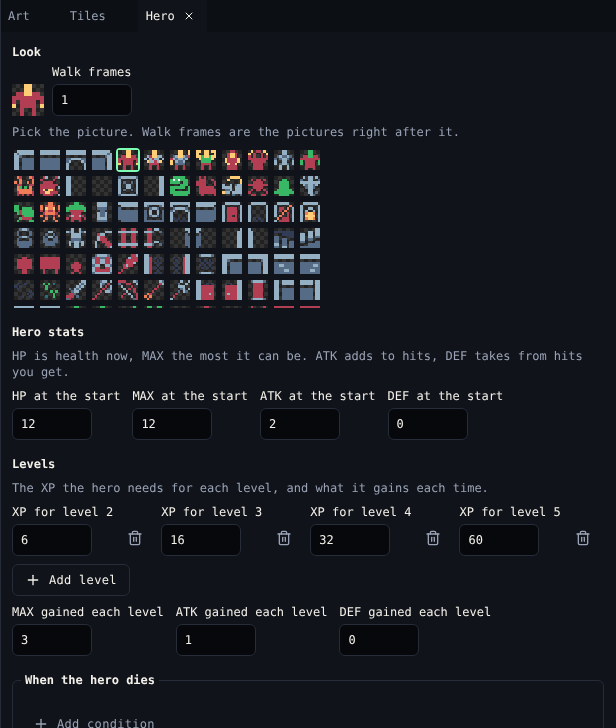 Art Tiles Hero
Look
Walk frames
1
Pick the picture. Walk frames are the pictures right after it.
Hero stats
HP is health now, MAX the most it can be. ATK adds to hits, DEF takes from hits
you get.
HP at the start MAX at the start ATK at the start DEF at the start
12 12 2 0
Levels
The XP the hero needs for each level, and what it gains each time.
XP for level 2 XP for level 3 XP for level 4 XP for level 5
6 16 32 60
Add level
MAX gained each level ATK gained each level DEF gained each level
3 1 0
When the hero dies
Add condition